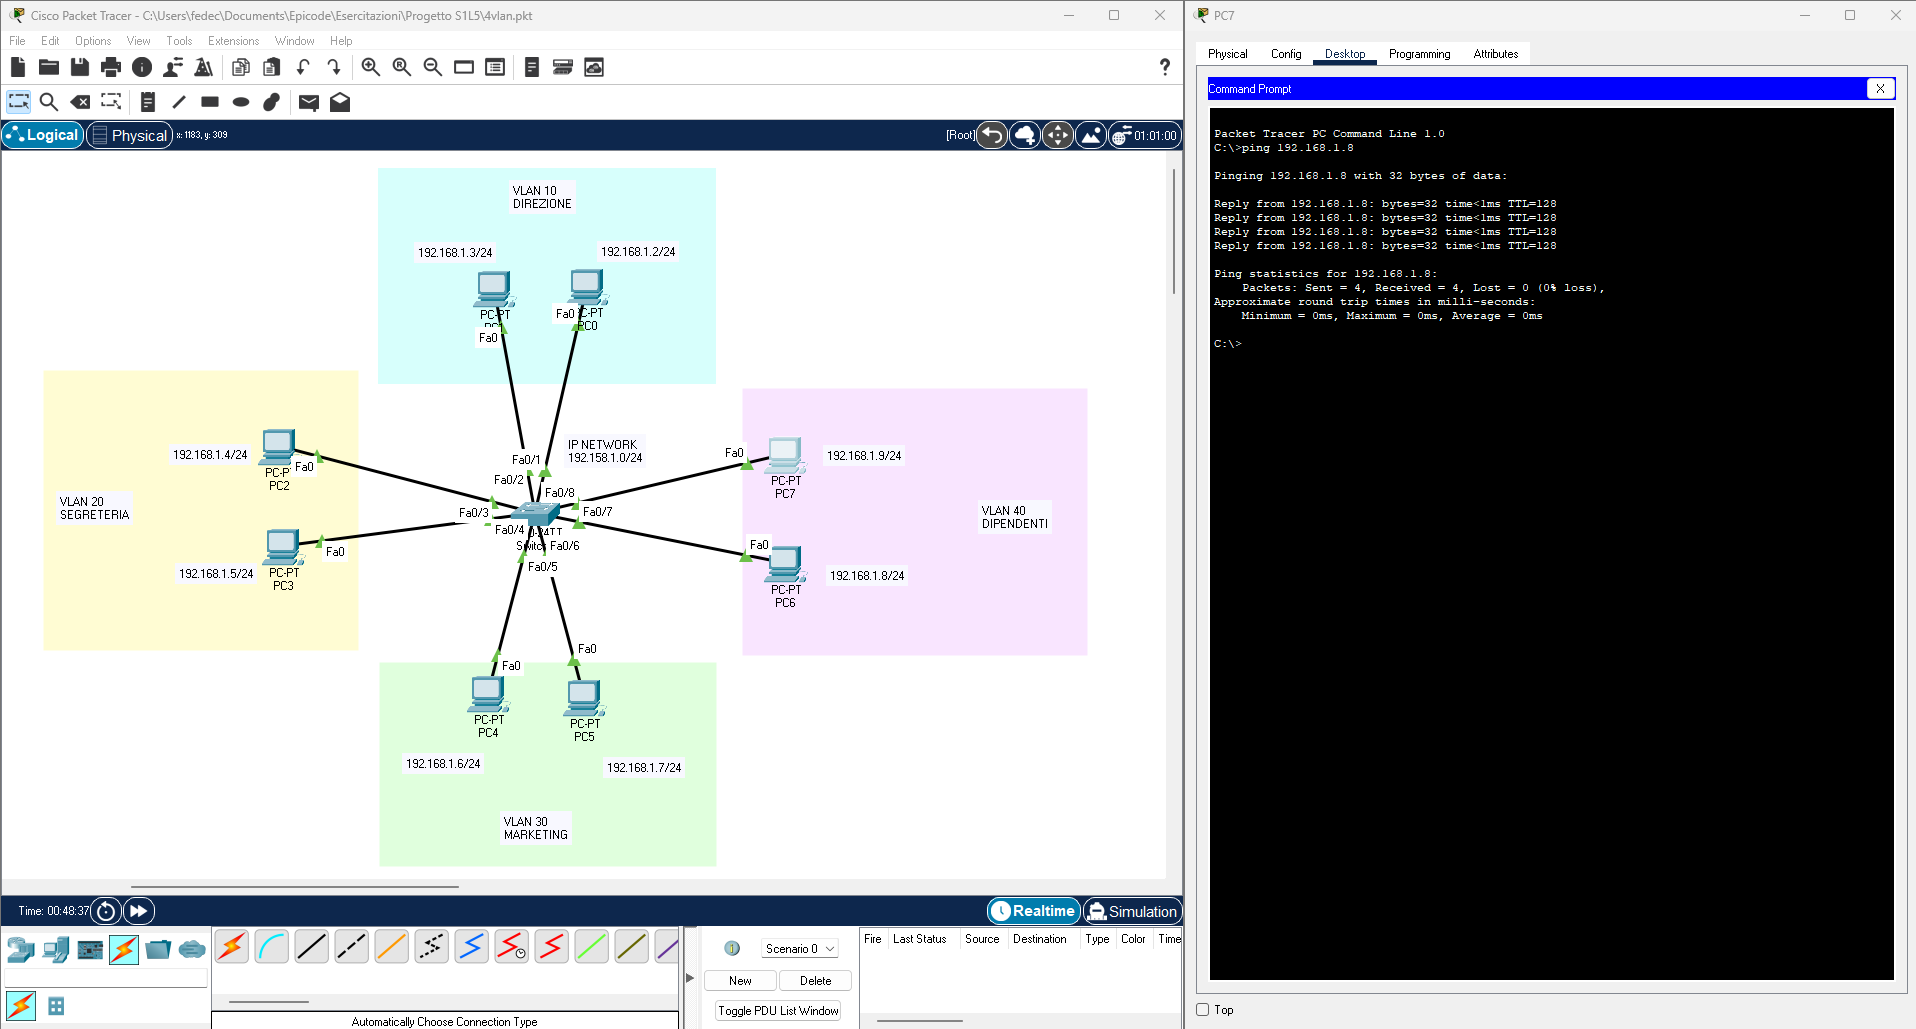 Cisco Packet Tracer - C:\Users\fedec\Documents\Epicode\Esercitazioni\Progetto S1L5\4vlan.pkt
File Edit Options View Tools Extensions Window Help
Logical
Physical
x: 1183, y: 309
[Root]
01:01:00
VLAN 10
DIREZIONE
192.168.1.3/24
192.168.1.2/24
PC-PT
Fa0
Fa0
C-PT
PC0
192.168.1.4/24
Fa0
PC-P
PC2
VLAN 20
SEGRETERIA
192.168.1.5/24
Fa0
PC-PT
PC3
IP NETWORK
192.158.1.0/24
Fa0/1
Fa0/2
Fa0/8
Fa0/3
Fa0/7
Fa0/4
Fa0/6
Fa0/5
Fa0
192.168.1.9/24
PC-PT
PC7
VLAN 40
DIPENDENTI
Fa0
192.168.1.8/24
PC-PT
PC6
Fa0
Fa0
PC-PT
PC4
PC-PT
PC5
192.168.1.6/24
192.168.1.7/24
VLAN 30
MARKETING
Time: 00:48:37
Realtime
Simulation
Scenario 0
New
Delete
Toggle PDU List Window
Fire Last Status Source Destination Type Color Time
Automatically Choose Connection Type
PC7
Physical Config Desktop Programming Attributes
Command Prompt
X
Packet Tracer PC Command Line 1.0
C:\>ping 192.168.1.8
Pinging 192.168.1.8 with 32 bytes of data:
Reply from 192.168.1.8: bytes=32 time<1ms TTL=128
Reply from 192.168.1.8: bytes=32 time<1ms TTL=128
Reply from 192.168.1.8: bytes=32 time<1ms TTL=128
Reply from 192.168.1.8: bytes=32 time<1ms TTL=128
Ping statistics for 192.168.1.8:
Packets: Sent = 4, Received = 4, Lost = 0 (0% loss),
Approximate round trip times in milli-seconds:
Minimum = 0ms, Maximum = 0ms, Average = 0ms
C:\>
Top